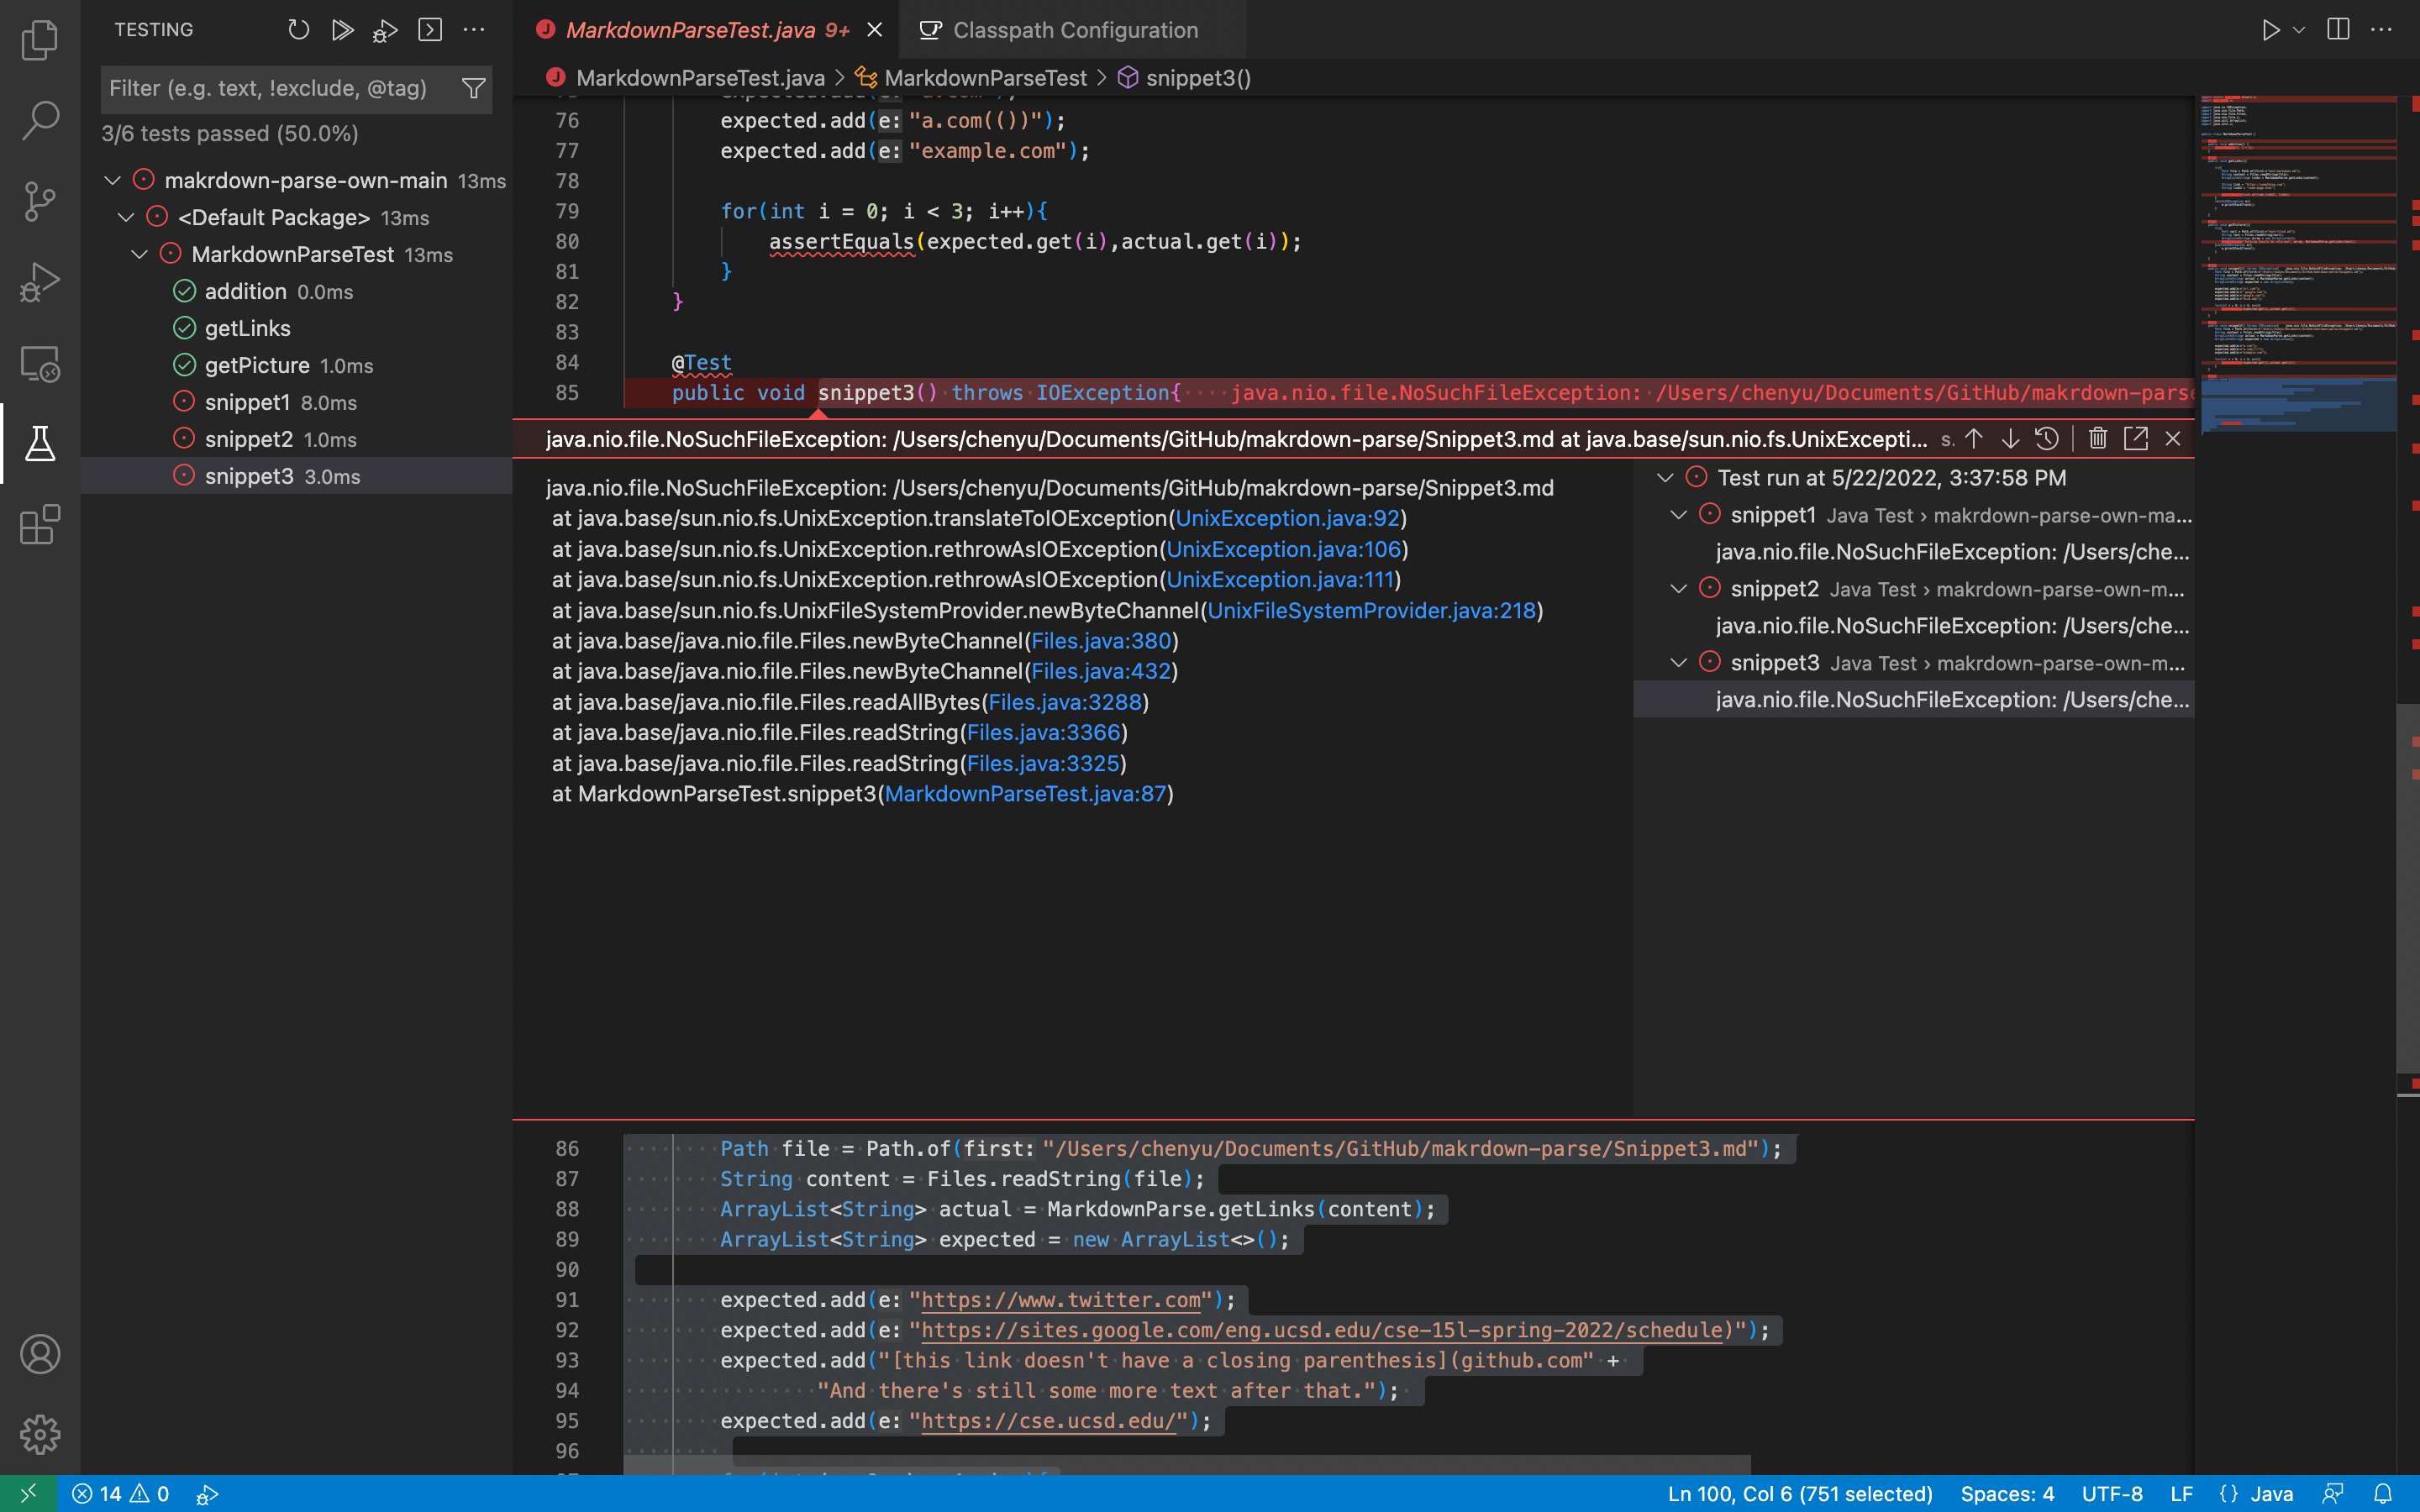 TESTING
Filter (e.g. text, !exclude, @tag)
3/6 tests passed (50.0%)
makrdown-parse-own-main 13ms
<Default Package> 13ms
MarkdownParseTest 13ms
addition 0.0ms
getLinks
getPicture 1.0ms
snippet1 8.0ms
snippet2 1.0ms
snippet3 3.0ms
MarkdownParseTest.java 9+
Classpath Configuration
MarkdownParseTest.java > MarkdownParseTest > snippet3()
76 expected.add(e: "a.com(())");
77 expected.add(e: "example.com");
78
79 for(int i = 0; i < 3; i++){
80 assertEquals(expected.get(i),actual.get(i));
81 }
82 }
83
84 @Test
85 public void snippet3() throws IOException{ java.nio.file.NoSuchFileException: /Users/chenyu/Documents/GitHub/makrdown-parse
java.nio.file.NoSuchFileException: /Users/chenyu/Documents/GitHub/makrdown-parse/Snippet3.md at java.base/sun.nio.fs.UnixExcepti... s.
java.nio.file.NoSuchFileException: /Users/chenyu/Documents/GitHub/makrdown-parse/Snippet3.md
at java.base/sun.nio.fs.UnixException.translateToIOException(UnixException.java:92)
at java.base/sun.nio.fs.UnixException.rethrowAsIOException(UnixException.java:106)
at java.base/sun.nio.fs.UnixException.rethrowAsIOException(UnixException.java:111)
at java.base/sun.nio.fs.UnixFileSystemProvider.newByteChannel(UnixFileSystemProvider.java:218)
at java.base/java.nio.file.Files.newByteChannel(Files.java:380)
at java.base/java.nio.file.Files.newByteChannel(Files.java:432)
at java.base/java.nio.file.Files.readAllBytes(Files.java:3288)
at java.base/java.nio.file.Files.readString(Files.java:3366)
at java.base/java.nio.file.Files.readString(Files.java:3325)
at MarkdownParseTest.snippet3(MarkdownParseTest.java:87)
Test run at 5/22/2022, 3:37:58 PM
snippet1 Java Test › makrdown-parse-own-ma...
java.nio.file.NoSuchFileException: /Users/che...
snippet2 Java Test › makrdown-parse-own-m...
java.nio.file.NoSuchFileException: /Users/che...
snippet3 Java Test › makrdown-parse-own-m...
java.nio.file.NoSuchFileException: /Users/che...
86 Path file = Path.of(first: "/Users/chenyu/Documents/GitHub/makrdown-parse/Snippet3.md");
87 String content = Files.readString(file);
88 ArrayList<String> actual = MarkdownParse.getLinks(content);
89 ArrayList<String> expected = new ArrayList<>();
90
91 expected.add(e: "https://www.twitter.com");
92 expected.add(e: "https://sites.google.com/eng.ucsd.edu/cse-15l-spring-2022/schedule)");
93 expected.add("[this link doesn't have a closing parenthesis](github.com" +
94 "And there's still some more text after that.");
95 expected.add(e: "https://cse.ucsd.edu/");
96
14 0
Ln 100, Col 6 (751 selected) Spaces: 4 UTF-8 LF {} Java